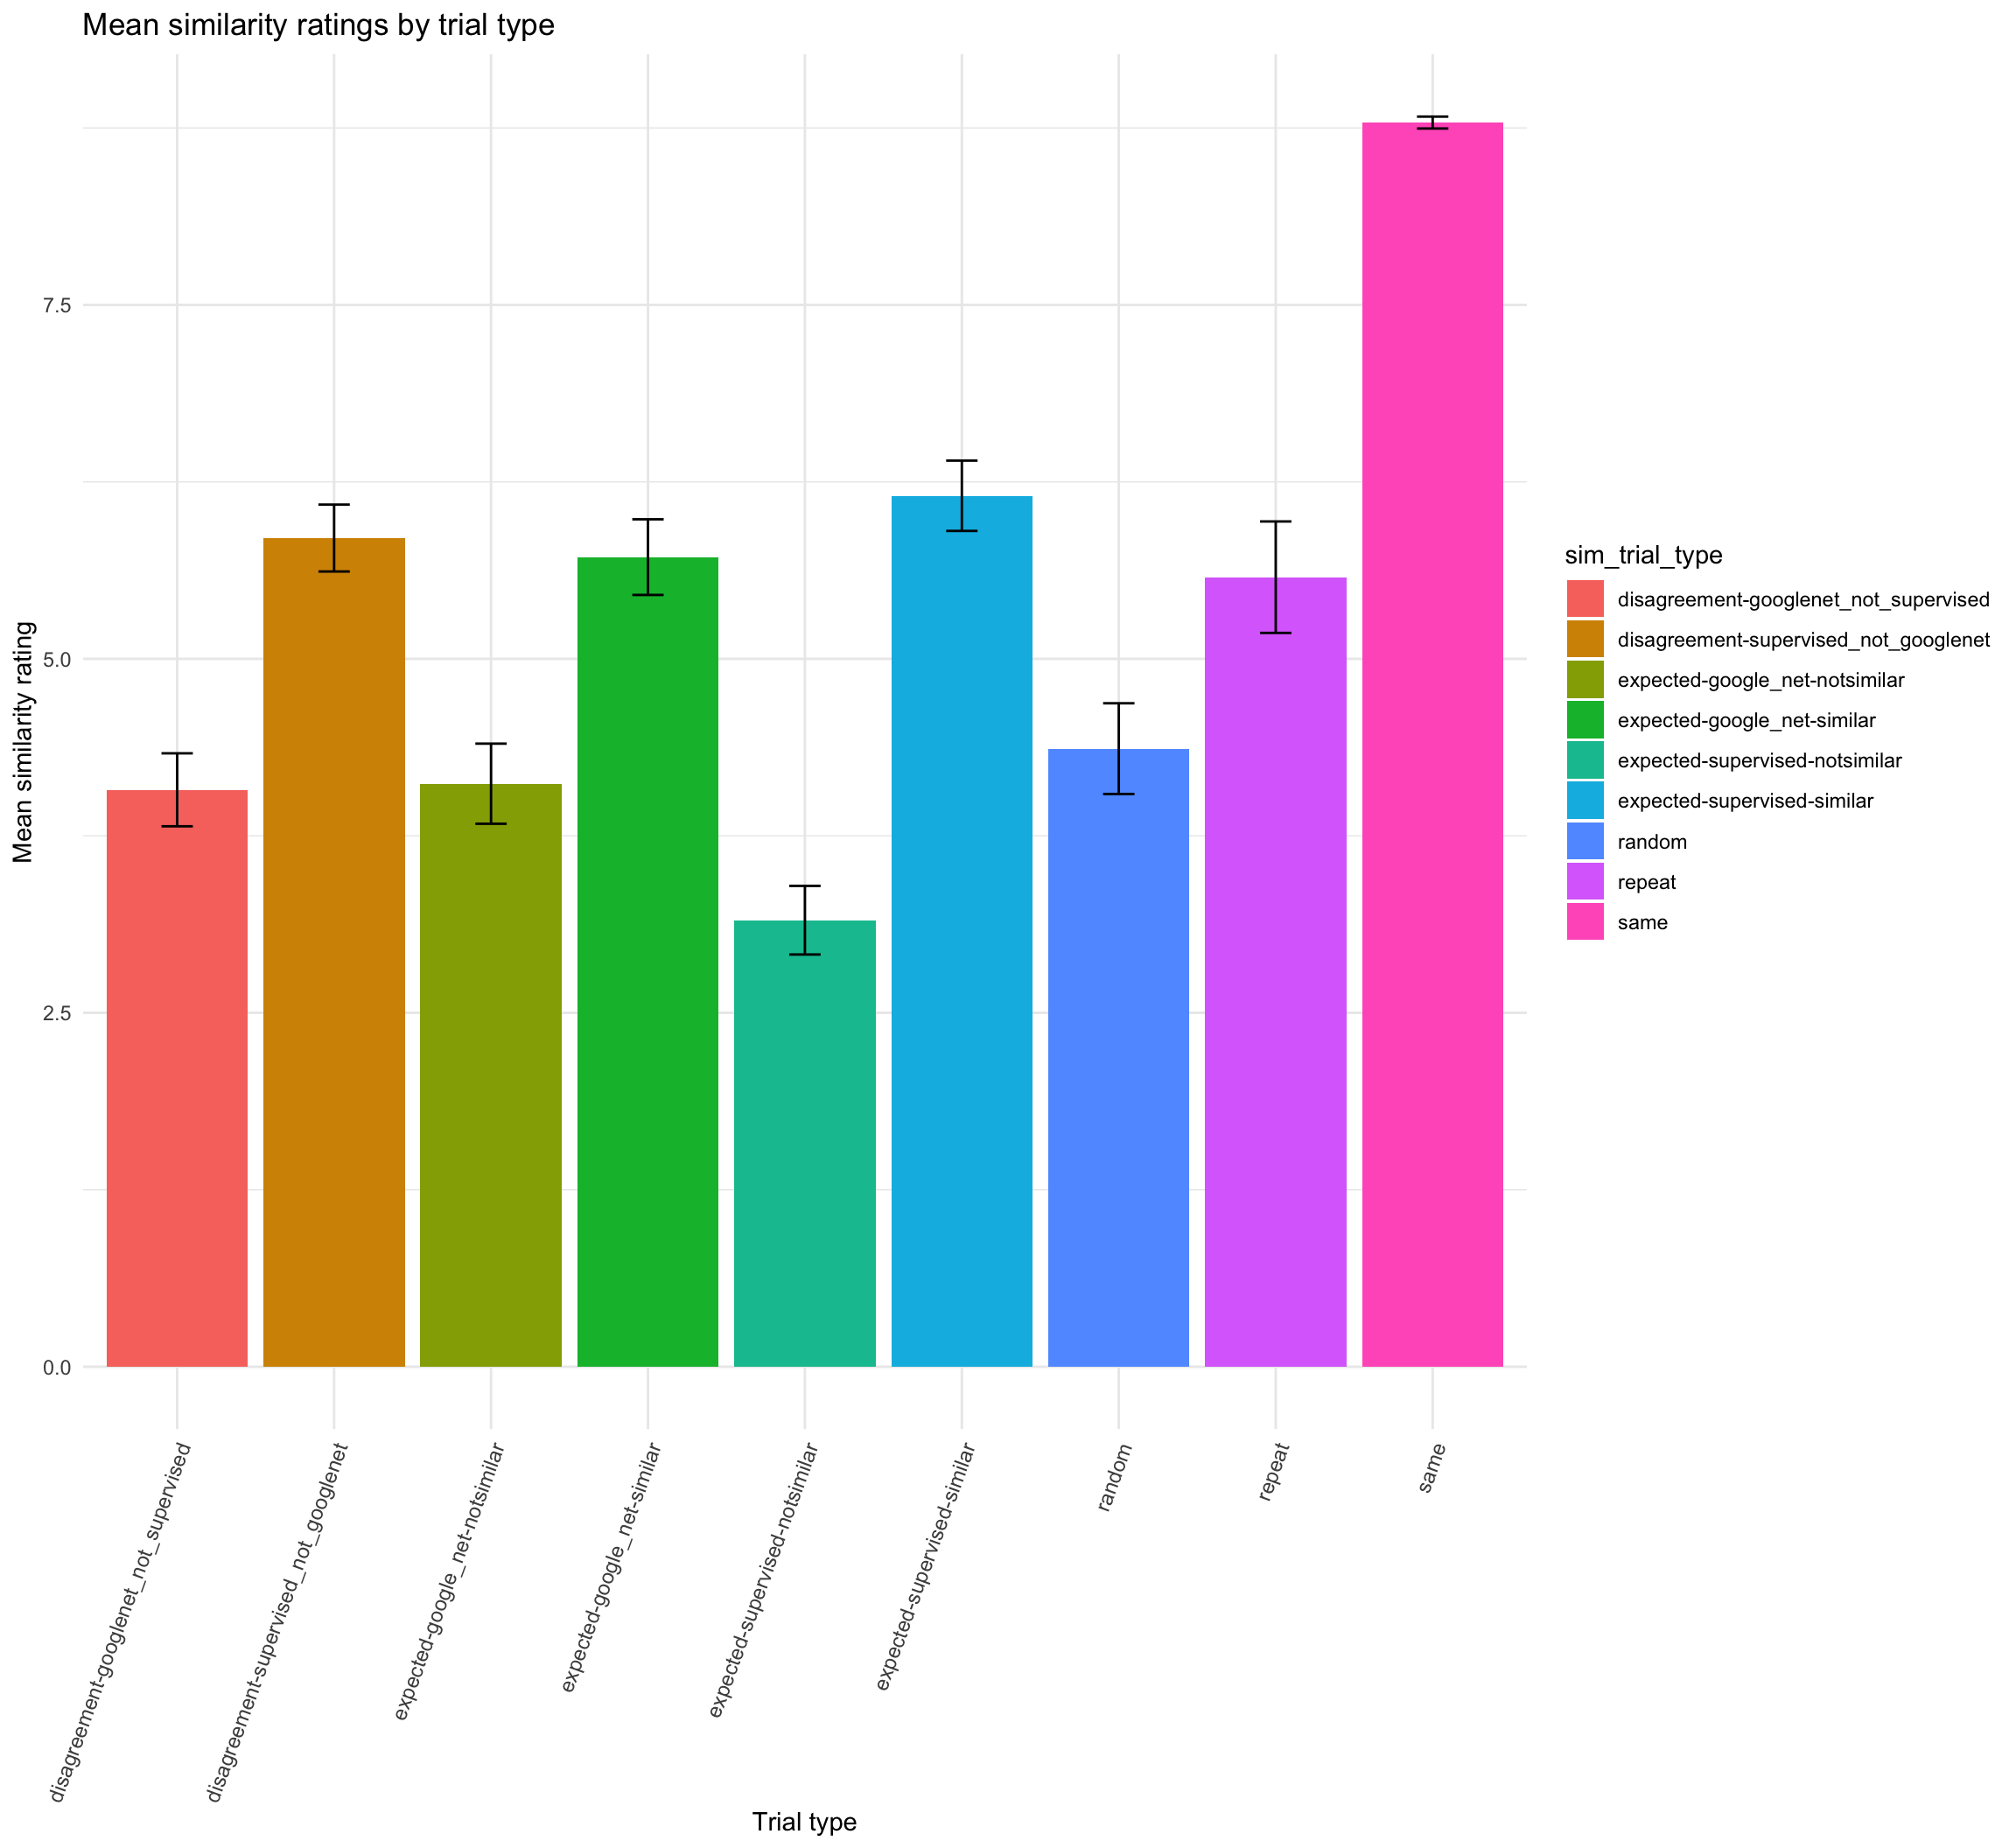 Mean similarity ratings by trial type
Mean similarity rating
7.5
5.0
2.5
0.0
disagreement-googlenet_not_supervised
disagreement-supervised_not_googlenet
expected-google_net-notsimilar
expected-google_net-similar
expected-supervised-notsimilar
expected-supervised-similar
random
repeat
same
Trial type
sim_trial_type
disagreement-googlenet_not_supervised
disagreement-supervised_not_googlenet
expected-google_net-notsimilar
expected-google_net-similar
expected-supervised-notsimilar
expected-supervised-similar
random
repeat
same